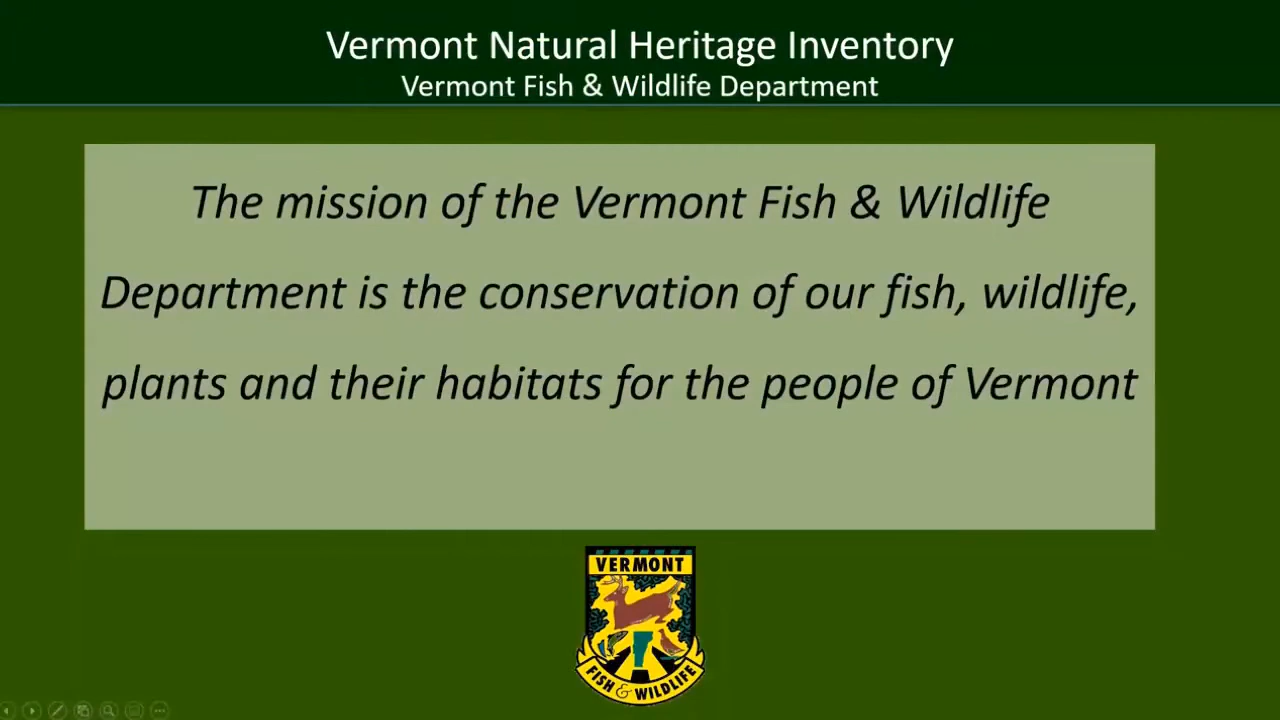 Vermont Natural Heritage Inventory
Vermont Fish & Wildlife Department
The mission of the Vermont Fish & Wildlife
Department is the conservation of our fish, wildlife,
plants and their habitats for the people of Vermont
VERMONT
FISH & WILDLIFE